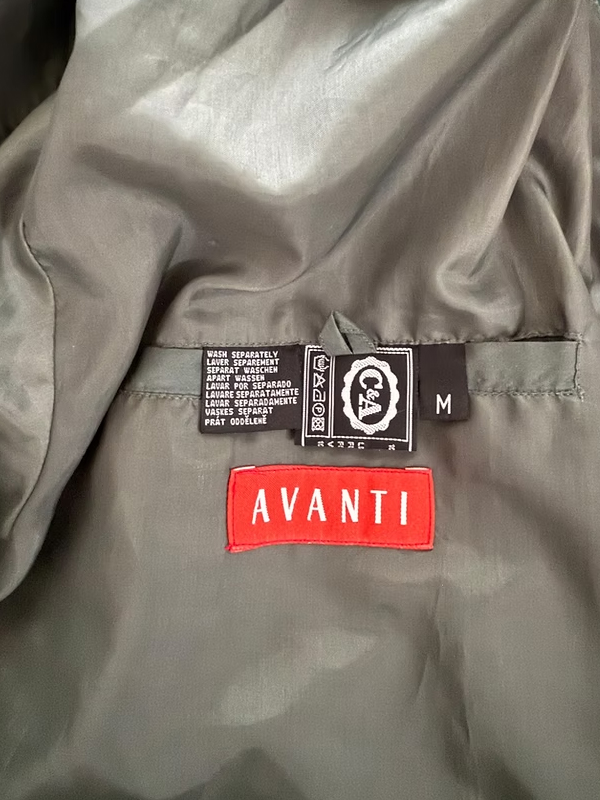 WASH SEPARATELY
LAVER SEPAREMENT
SEPARAT WASCHEN
APART WASSEN
LAVAR POR SEPARADO
LAVARE SEPARATAMENTE
LAVAR SEPARADAMENTE
VASKES SEPARAT
PRÁT ODDĚLENĚ
C&A
M
AVANTI